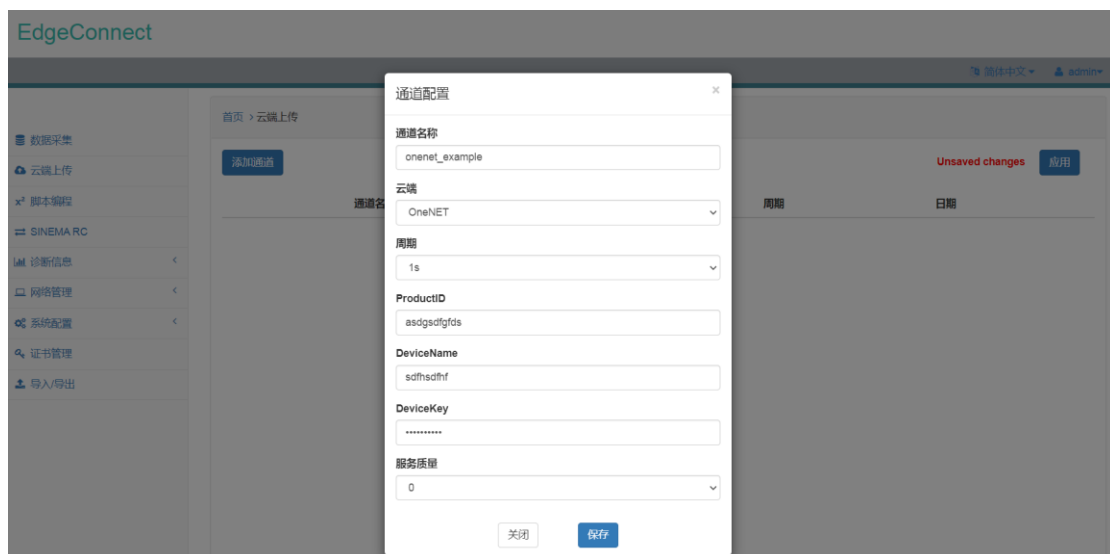 EdgeConnect
简体中文
admin
首页 › 云端上传
数据采集
云端上传
脚本编程
SINEMA RC
诊断信息
网络管理
系统配置
证书管理
导入/导出
添加通道
Unsaved changes
应用
通道名
周期
日期
通道配置
×
通道名称
onenet_example
云端
OneNET
周期
1s
ProductID
asdgsdfgfds
DeviceName
sdfhsdfhf
DeviceKey
••••••••••
服务质量
0
关闭
保存